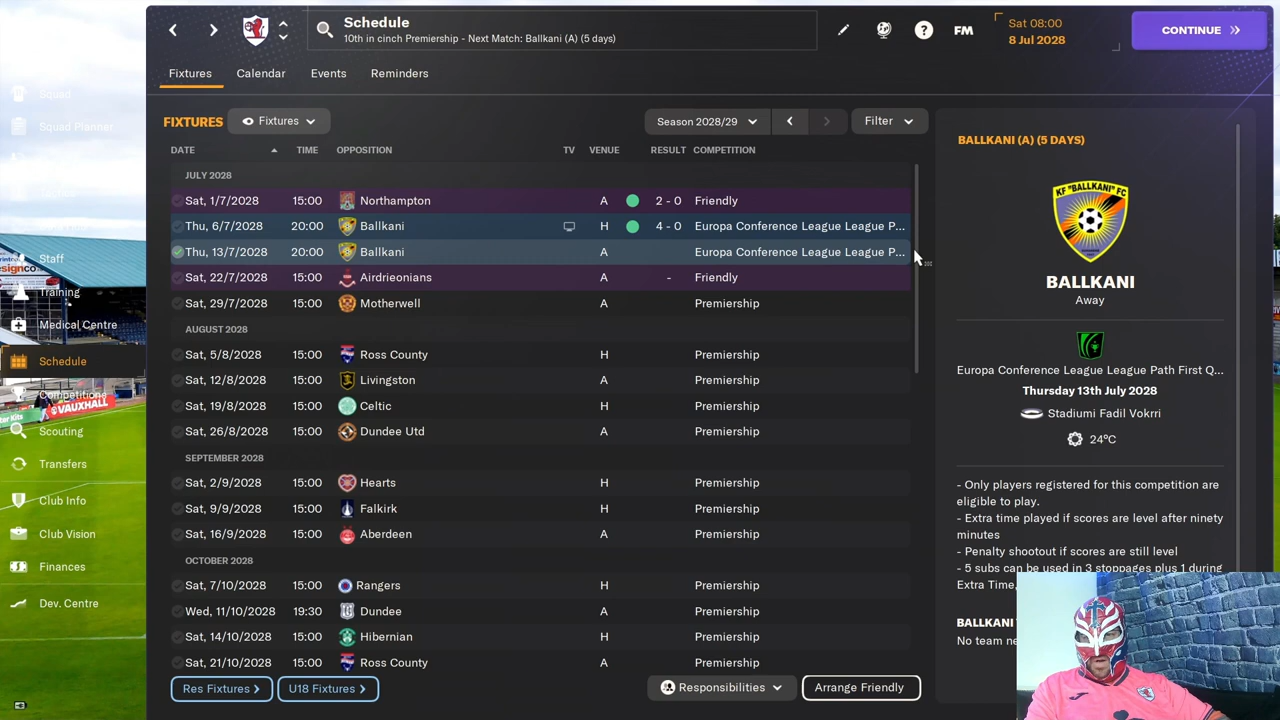 Schedule
10th in cinch Premiership - Next Match: Ballkani (A) (5 days)
?
FM
Sat 08:00
8 Jul 2028
CONTINUE
Fixtures
Calendar
Events
Reminders
Squad
Squad Planner
Staff
Training
Medical Centre
Schedule
Competitions
Scouting
Transfers
Club Info
Club Vision
Finances
Dev. Centre
VAUXHALL
FIXTURES
Fixtures
Season 2028/29
Filter
DATE TIME OPPOSITION TV VENUE RESULT COMPETITION
JULY 2028
Sat, 1/7/2028 15:00 Northampton A 2 - 0 Friendly
Thu, 6/7/2028 20:00 Ballkani H 4 - 0 Europa Conference League League P...
Thu, 13/7/2028 20:00 Ballkani A Europa Conference League League P...
Sat, 22/7/2028 15:00 Airdrieonians A - Friendly
Sat, 29/7/2028 15:00 Motherwell A Premiership
AUGUST 2028
Sat, 5/8/2028 15:00 Ross County H Premiership
Sat, 12/8/2028 15:00 Livingston A Premiership
Sat, 19/8/2028 15:00 Celtic H Premiership
Sat, 26/8/2028 15:00 Dundee Utd A Premiership
SEPTEMBER 2028
Sat, 2/9/2028 15:00 Hearts H Premiership
Sat, 9/9/2028 15:00 Falkirk H Premiership
Sat, 16/9/2028 15:00 Aberdeen A Premiership
OCTOBER 2028
Sat, 7/10/2028 15:00 Rangers H Premiership
Wed, 11/10/2028 19:30 Dundee A Premiership
Sat, 14/10/2028 15:00 Hibernian H Premiership
Sat, 21/10/2028 15:00 Ross County A Premiership
Res Fixtures
U18 Fixtures
Responsibilities
Arrange Friendly
BALLKANI (A) (5 DAYS)
KF "BALLKANI" FC
BALLKANI
Away
Europa Conference League League Path First Q...
Thursday 13th July 2028
Stadiumi Fadil Vokrri
24°C
- Only players registered for this competition are
eligible to play.
- Extra time played if scores are level after ninety
minutes
- Penalty shootout if scores are still level
- 5 subs can be used in 3 stoppages plus 1 during
Extra Time,
BALLKANI
No team ne